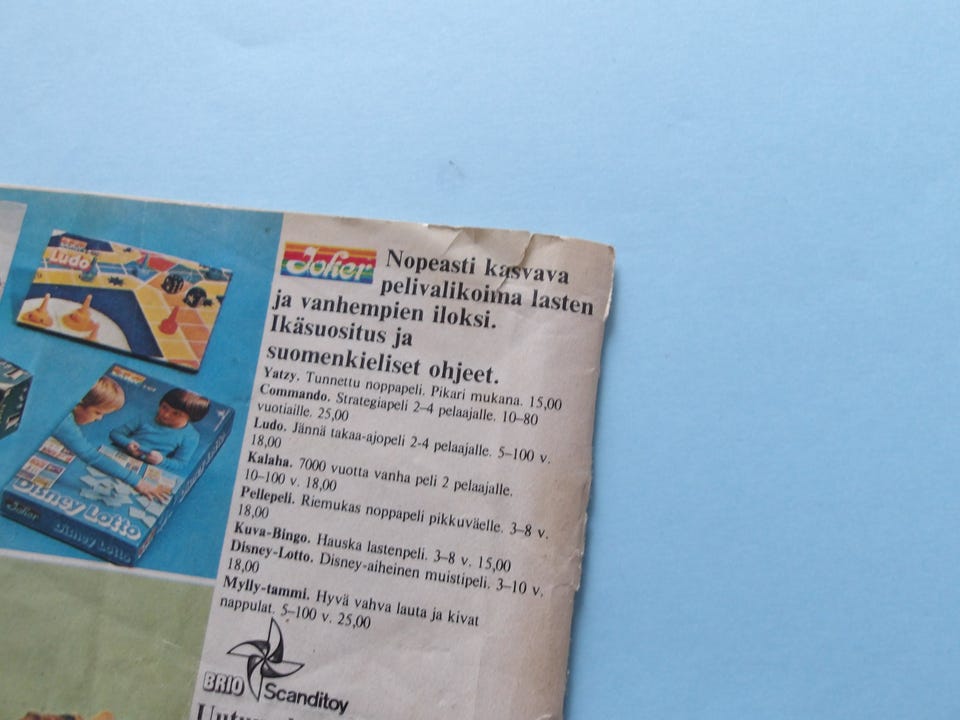 Ludo
Disney Lotto
Joker
Disney Lotto
Joker
Nopeasti kasvava
pelivalikoima lasten
ja vanhempien iloksi.
Ikäsuositus ja
suomenkieliset ohjeet.
Yatzy. Tunnettu noppapeli. Pikari mukana. 15,00
Commando. Strategiapeli 2–4 pelaajalle. 10–80
vuotiaille. 25,00
Ludo. Jännä takaa-ajopeli 2-4 pelaajalle. 5–100 v.
18,00
Kalaha. 7000 vuotta vanha peli 2 pelaajalle.
10–100 v. 18,00
Pellepeli. Riemukas noppapeli pikkuväelle. 3–8 v.
18,00
Kuva-Bingo. Hauska lastenpeli. 3–8 v. 15,00
Disney-Lotto. Disney-aiheinen muistipeli. 3–10 v.
18,00
Mylly-tammi. Hyvä vahva lauta ja kivat
nappulat. 5–100 v. 25,00
BRIO Scanditoy